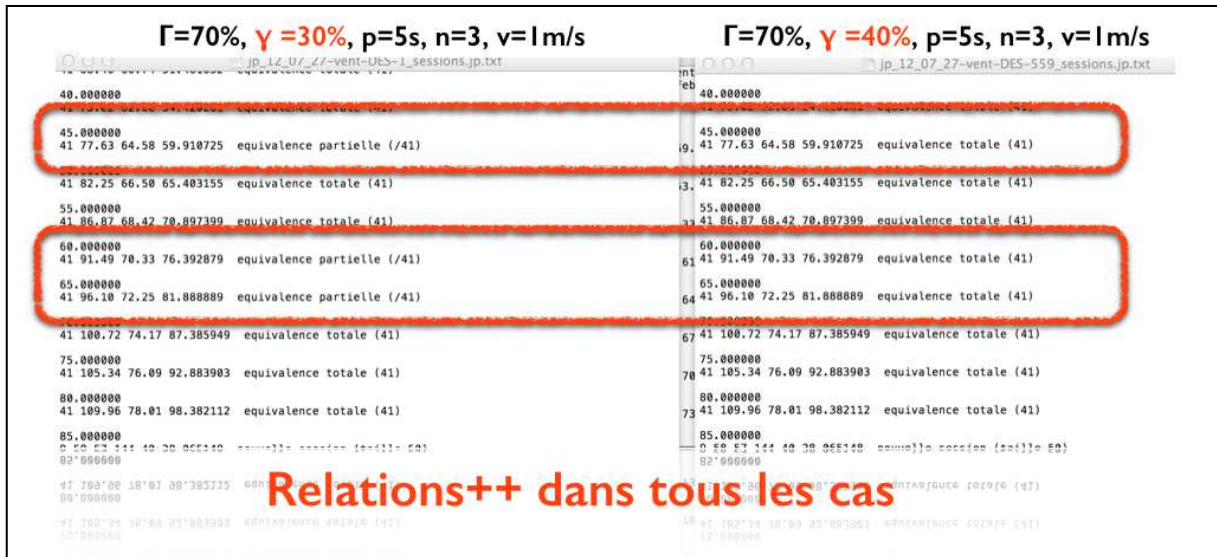 Γ=70%, γ =30%, p=5s, n=3, v=1m/s
jp_12_07_27-vent-DES-1_sessions.jp.txt
40.000000
45.000000
41 77.63 64.58 59.910725 equivalence partielle (/41)
41 82.25 66.50 65.403155 equivalence totale (41)
55.000000
41 86.87 68.42 70.897399 equivalence totale (41)
60.000000
41 91.49 70.33 76.392879 equivalence partielle (/41)
65.000000
41 96.10 72.25 81.888889 equivalence partielle (/41)
41 100.72 74.17 87.385949 equivalence totale (41)
75.000000
41 105.34 76.09 92.883903 equivalence totale (41)
80.000000
41 109.96 78.01 98.382112 equivalence totale (41)
85.000000
Γ=70%, γ =40%, p=5s, n=3, v=1m/s
jp_12_07_27-vent-DES-559_sessions.jp.txt
40.000000
45.000000
41 77.63 64.58 59.910725 equivalence totale (41)
41 82.25 66.50 65.403155 equivalence totale (41)
55.000000
41 86.87 68.42 70.897399 equivalence totale (41)
60.000000
41 91.49 70.33 76.392879 equivalence totale (41)
65.000000
41 96.10 72.25 81.888889 equivalence totale (41)
41 100.72 74.17 87.385949 equivalence totale (41)
75.000000
41 105.34 76.09 92.883903 equivalence totale (41)
80.000000
41 109.96 78.01 98.382112 equivalence totale (41)
85.000000
Relations++ dans tous les cas